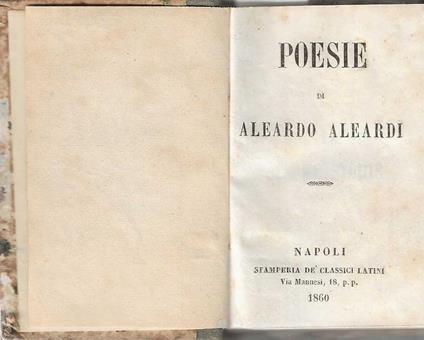 POESIE
DI
ALEARDO ALEARDI
NAPOLI
STAMPERIA DE' CLASSICI LATINI
Via Mannesi, 18, p. p.
1860